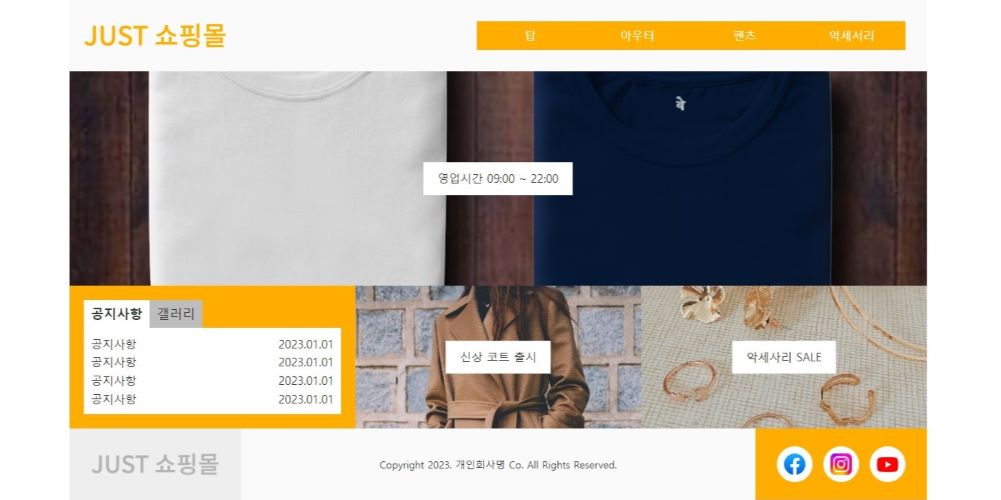 JUST 쇼핑몰
탑 아우터 팬츠 악세서리
बे
영업시간 09:00 ~ 22:00
공지사항 갤러리
공지사항 2023.01.01
공지사항 2023.01.01
공지사항 2023.01.01
공지사항 2023.01.01
신상 코트 출시
악세사리 SALE
JUST 쇼핑몰
Copyright 2023. 개인회사명 Co. All Rights Reserved.